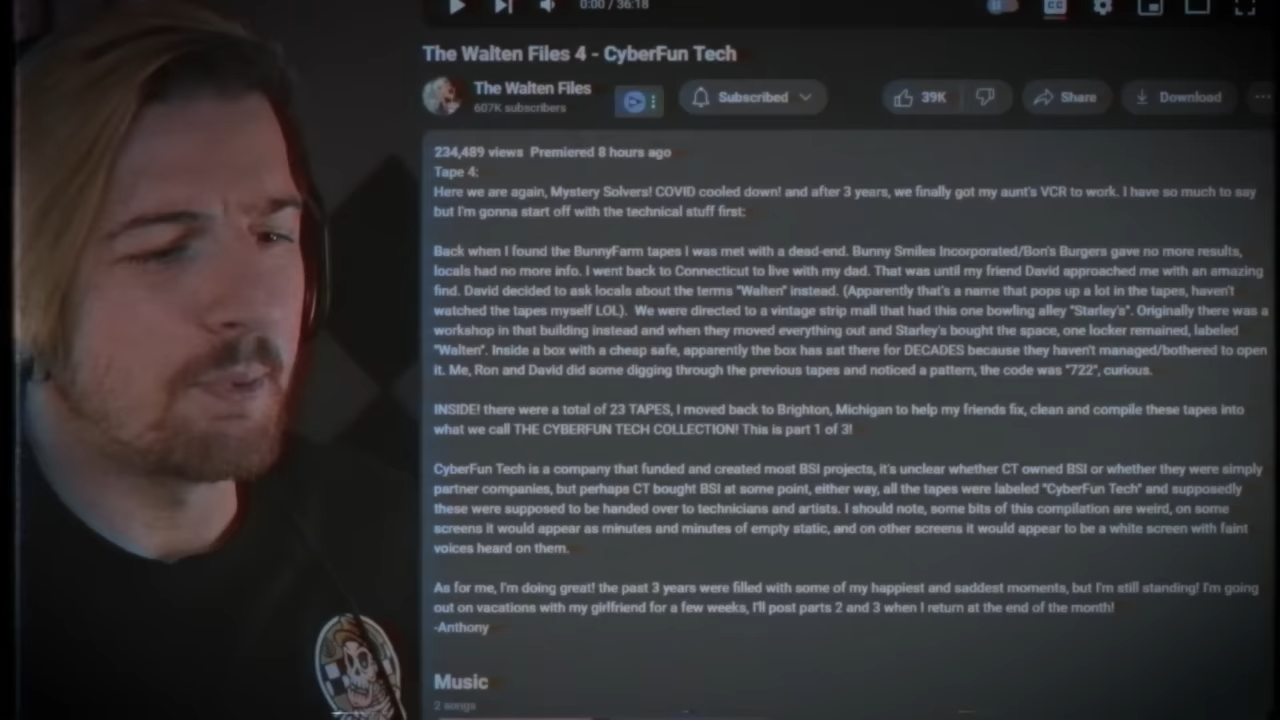 0:00 / 36:18
CC
The Walten Files 4 - CyberFun Tech
The Walten Files
607K subscribers
Subscribed
39K
Share
Download
234,489 views Premiered 8 hours ago
Tape 4:
Here we are again, Mystery Solvers! COVID cooled down! and after 3 years, we finally got my aunt's VCR to work. I have so much to say
but I'm gonna start off with the technical stuff first:
Back when I found the BunnyFarm tapes I was met with a dead-end. Bunny Smiles Incorporated/Bon's Burgers gave no more results,
locals had no more info. I went back to Connecticut to live with my dad. That was until my friend David approached me with an amazing
find. David decided to ask locals about the terms "Walten" instead. (Apparently that's a name that pops up a lot in the tapes, haven't
watched the tapes myself LOL). We were directed to a vintage strip mall that had this one bowling alley "Starley's". Originally there was a
workshop in that building instead and when they moved everything out and Starley's bought the space, one locker remained, labeled
"Walten". Inside a box with a cheap safe, apparently the box has sat there for DECADES because they haven't managed/bothered to open
it. Me, Ron and David did some digging through the previous tapes and noticed a pattern, the code was "722", curious.
INSIDE! there were a total of 23 TAPES, I moved back to Brighton, Michigan to help my friends fix, clean and compile these tapes into
what we call THE CYBERFUN TECH COLLECTION! This is part 1 of 3!
CyberFun Tech is a company that funded and created most BSI projects, it's unclear whether CT owned BSI or whether they were simply
partner companies, but perhaps CT bought BSI at some point, either way, all the tapes were labeled "CyberFun Tech" and supposedly
these were supposed to be handed over to technicians and artists. I should note, some bits of this compilation are weird, on some
screens it would appear as minutes and minutes of empty static, and on other screens it would appear to be a white screen with faint
voices heard on them.
As for me, I'm doing great! the past 3 years were filled with some of my happiest and saddest moments, but I'm still standing! I'm going
out on vacations with my girlfriend for a few weeks, I'll post parts 2 and 3 when I return at the end of the month!
-Anthony
Music
2 songs